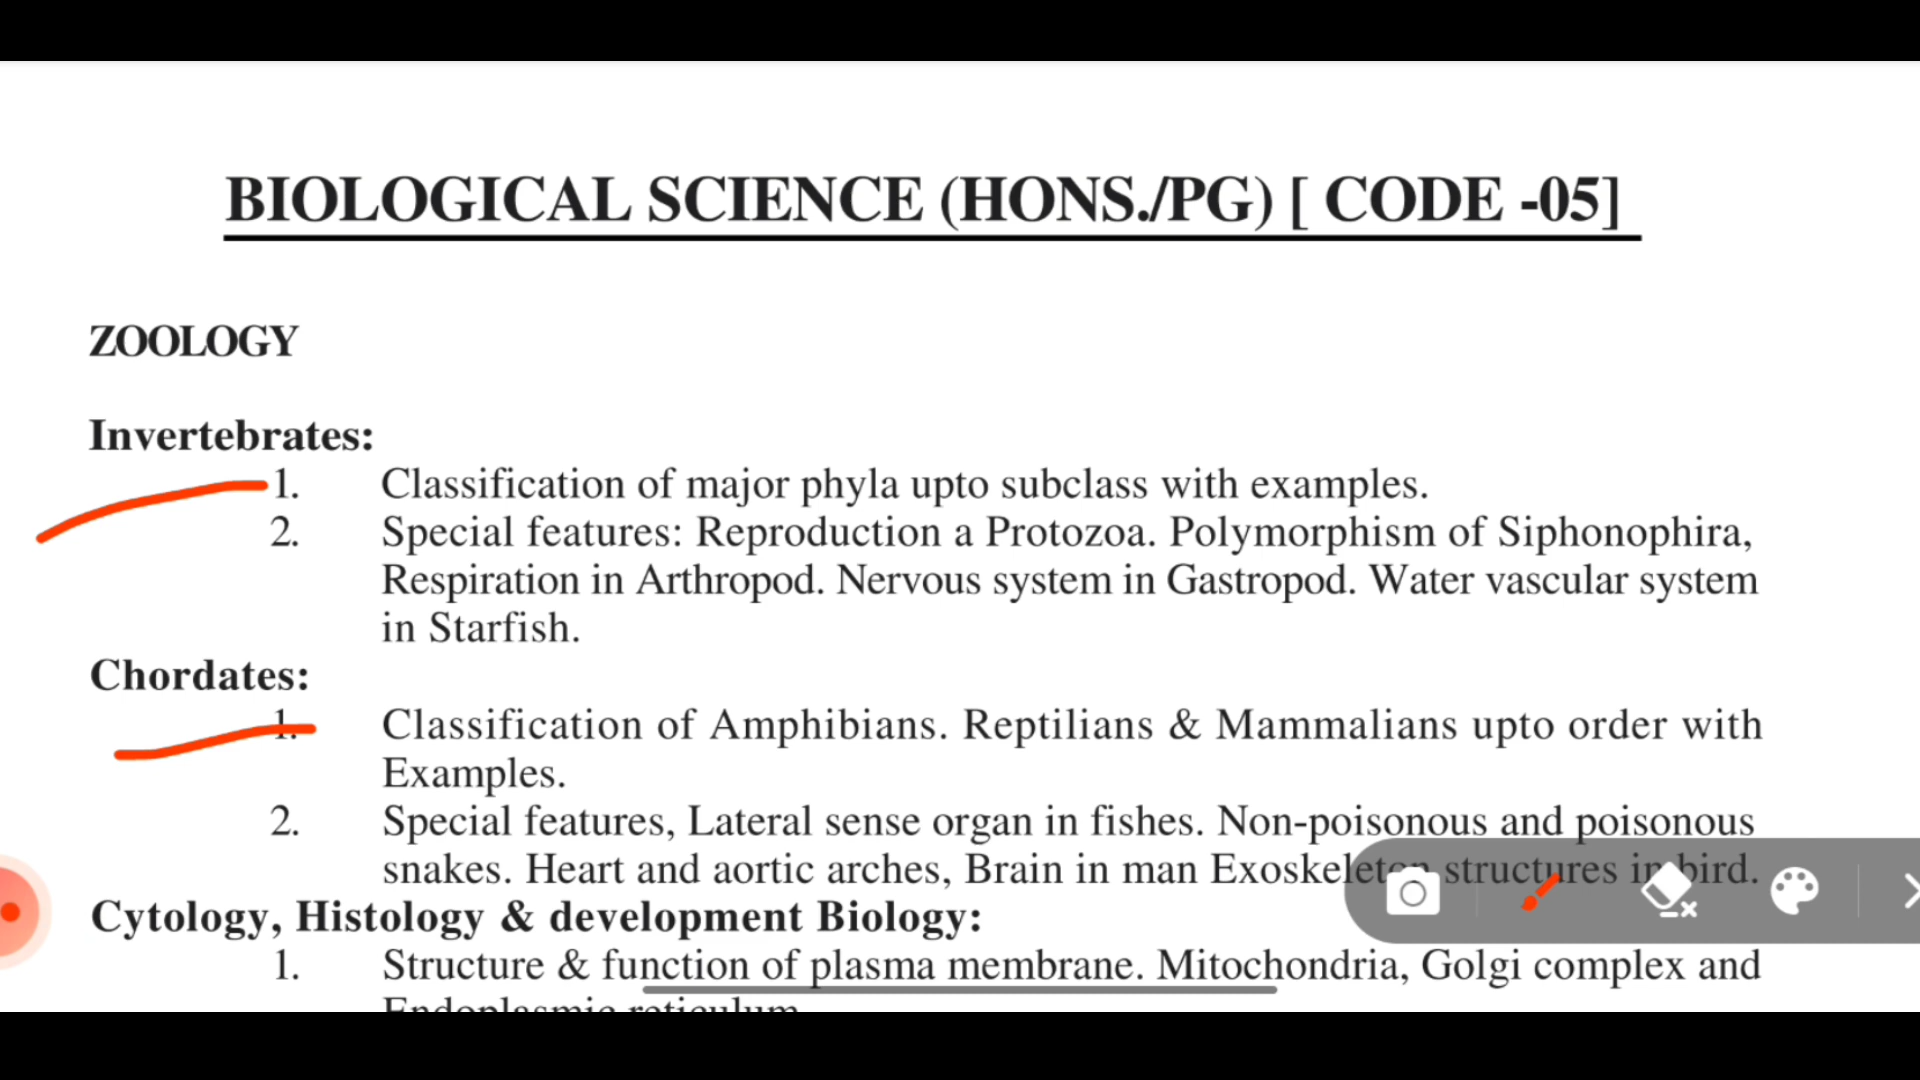 BIOLOGICAL SCIENCE (HONS./PG) [ CODE -05]
ZOOLOGY
Invertebrates:
1. Classification of major phyla upto subclass with examples.
2. Special features: Reproduction a Protozoa. Polymorphism of Siphonophira,
Respiration in Arthropod. Nervous system in Gastropod. Water vascular system
in Starfish.
Chordates:
1. Classification of Amphibians. Reptilians & Mammalians upto order with
Examples.
2. Special features, Lateral sense organ in fishes. Non-poisonous and poisonous
snakes. Heart and aortic arches, Brain in man Exoskeleton structures in bird.
Cytology, Histology & development Biology:
1. Structure & function of plasma membrane. Mitochondria, Golgi complex and
Endoplasmic reticulum